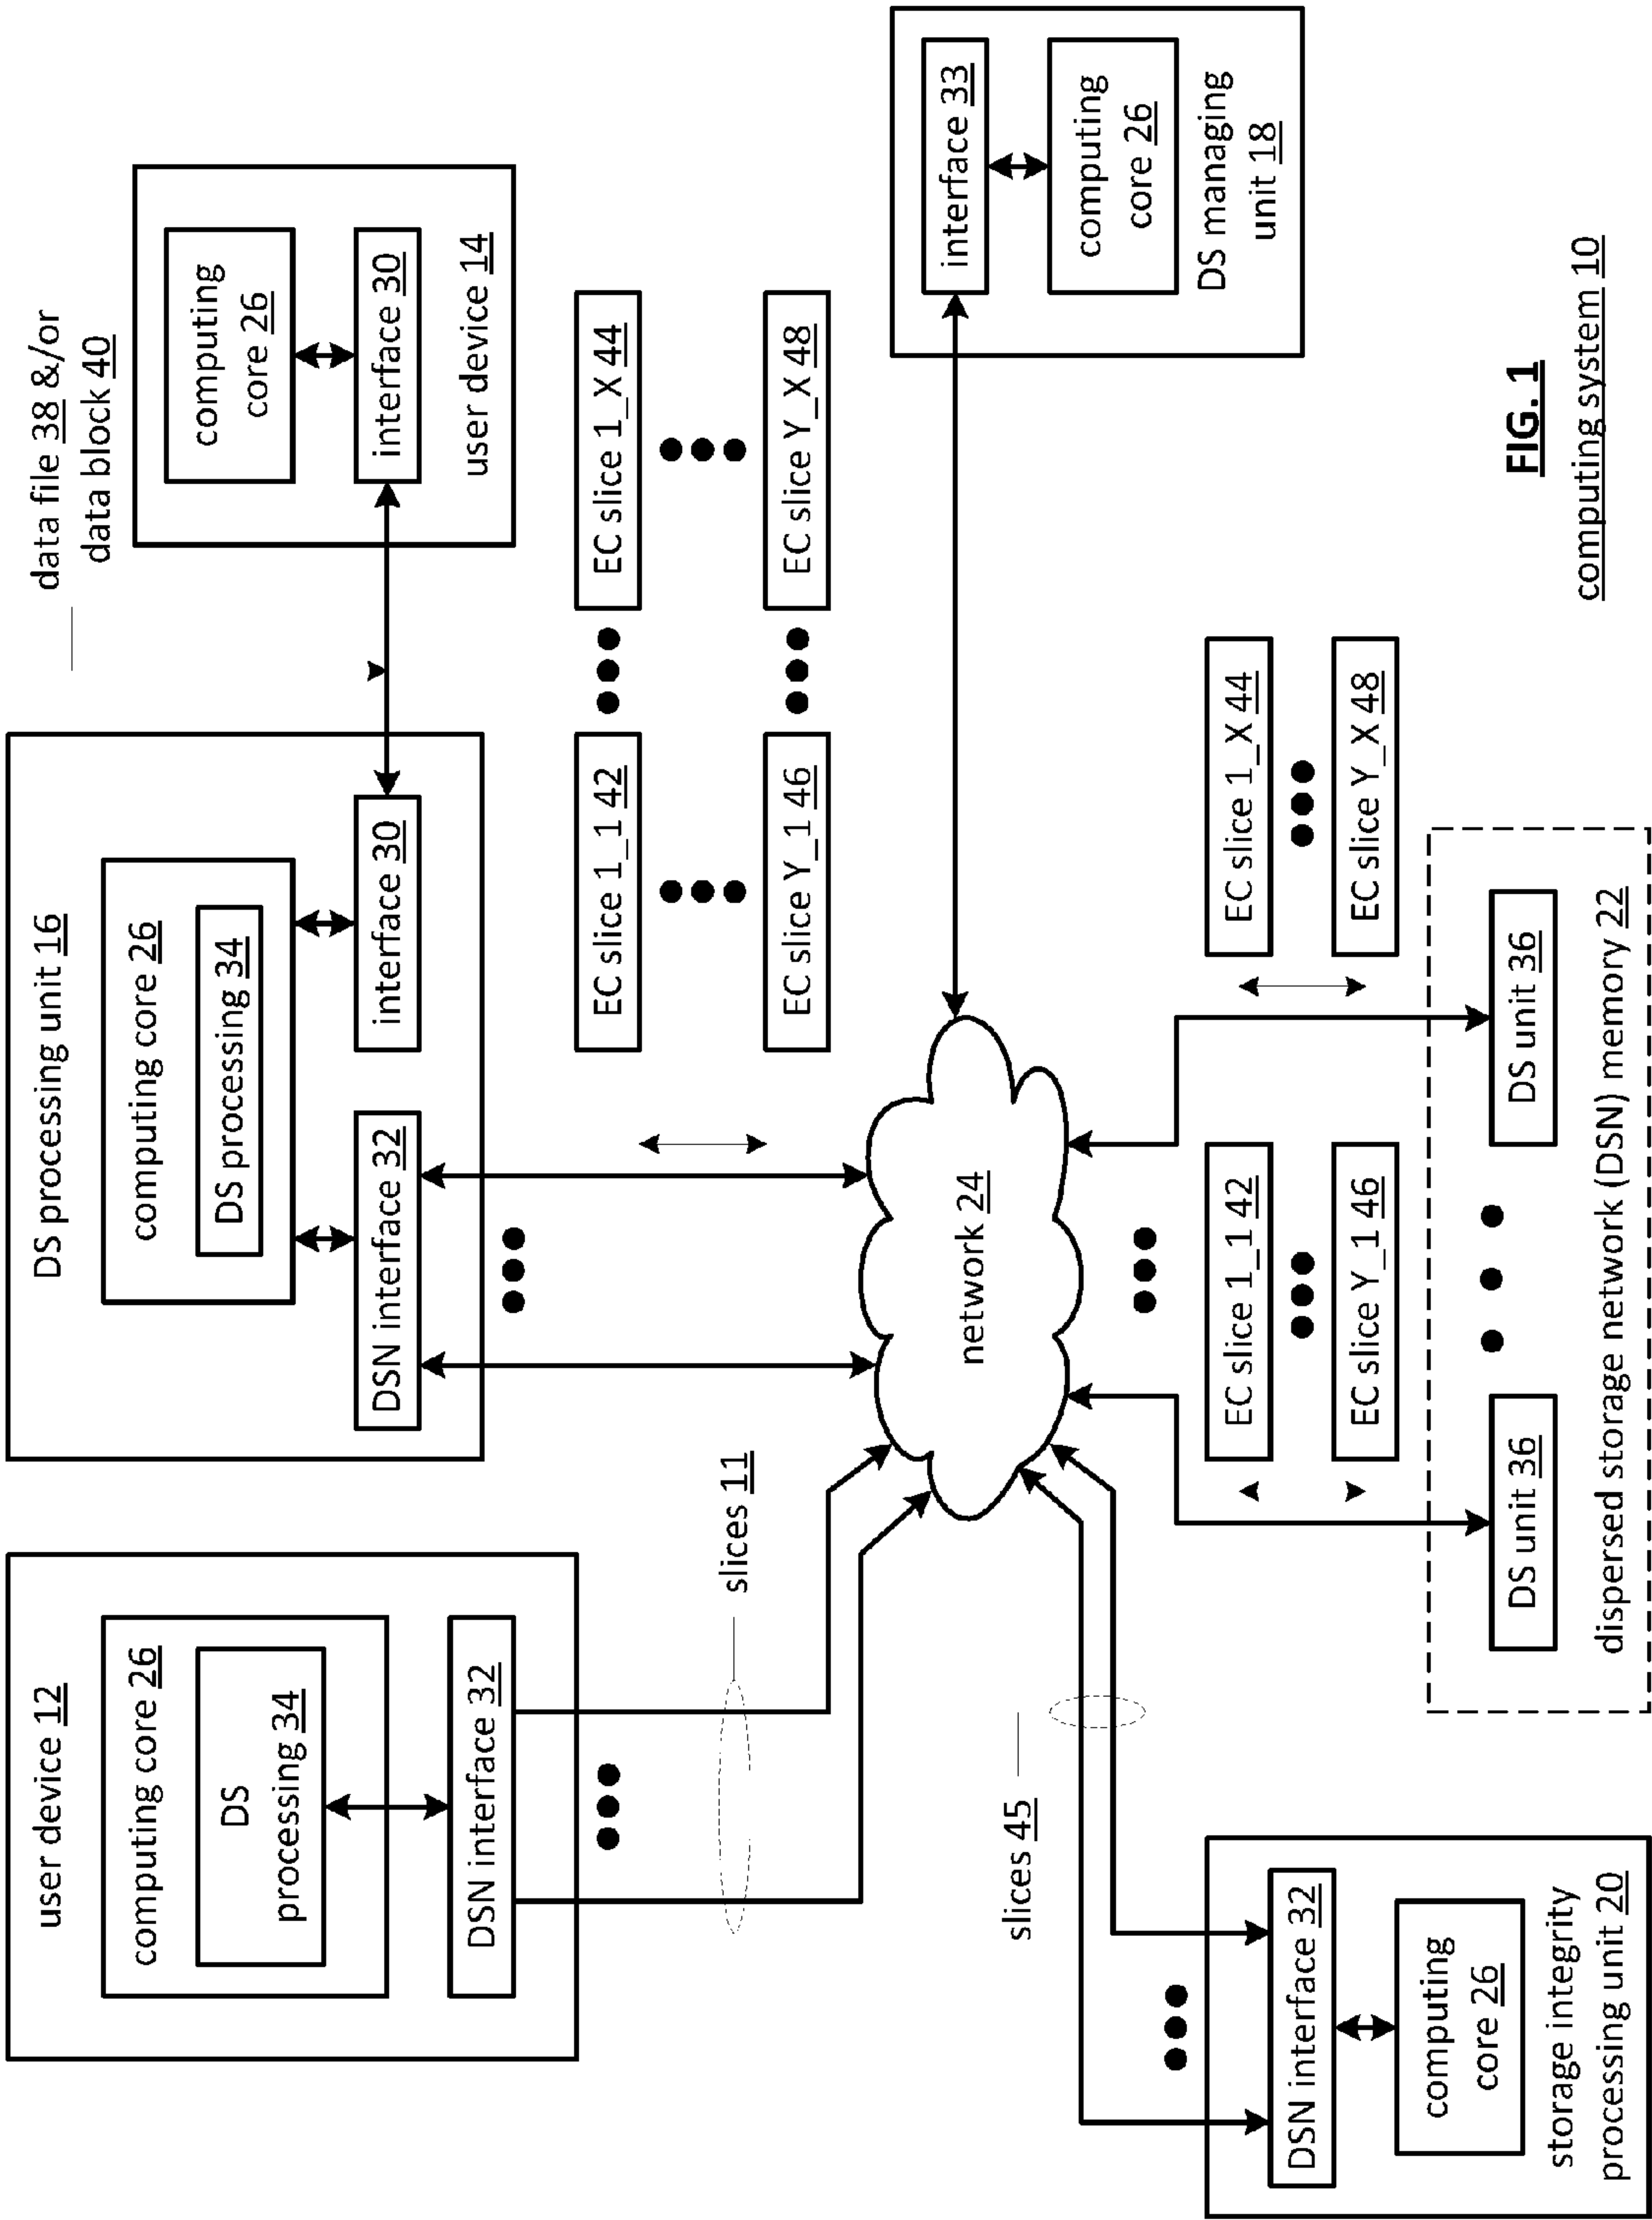 user device 12
computing core 26
DS
processing 34
DSN interface 32
slices 11
DS processing unit 16
computing core 26
DS processing 34
DSN interface 32
interface 30
data file 38 &/or
data block 40
computing
core 26
interface 30
user device 14
EC slice 1_1 42
EC slice 1_X 44
EC slice Y_1 46
EC slice Y_X 48
network 24
interface 33
computing
core 26
DS managing
unit 18
slices 45
DSN interface 32
computing
core 26
storage integrity
processing unit 20
EC slice 1_1 42
EC slice 1_X 44
EC slice Y_1 46
EC slice Y_X 48
DS unit 36
DS unit 36
dispersed storage network (DSN) memory 22
FIG. 1
computing system 10